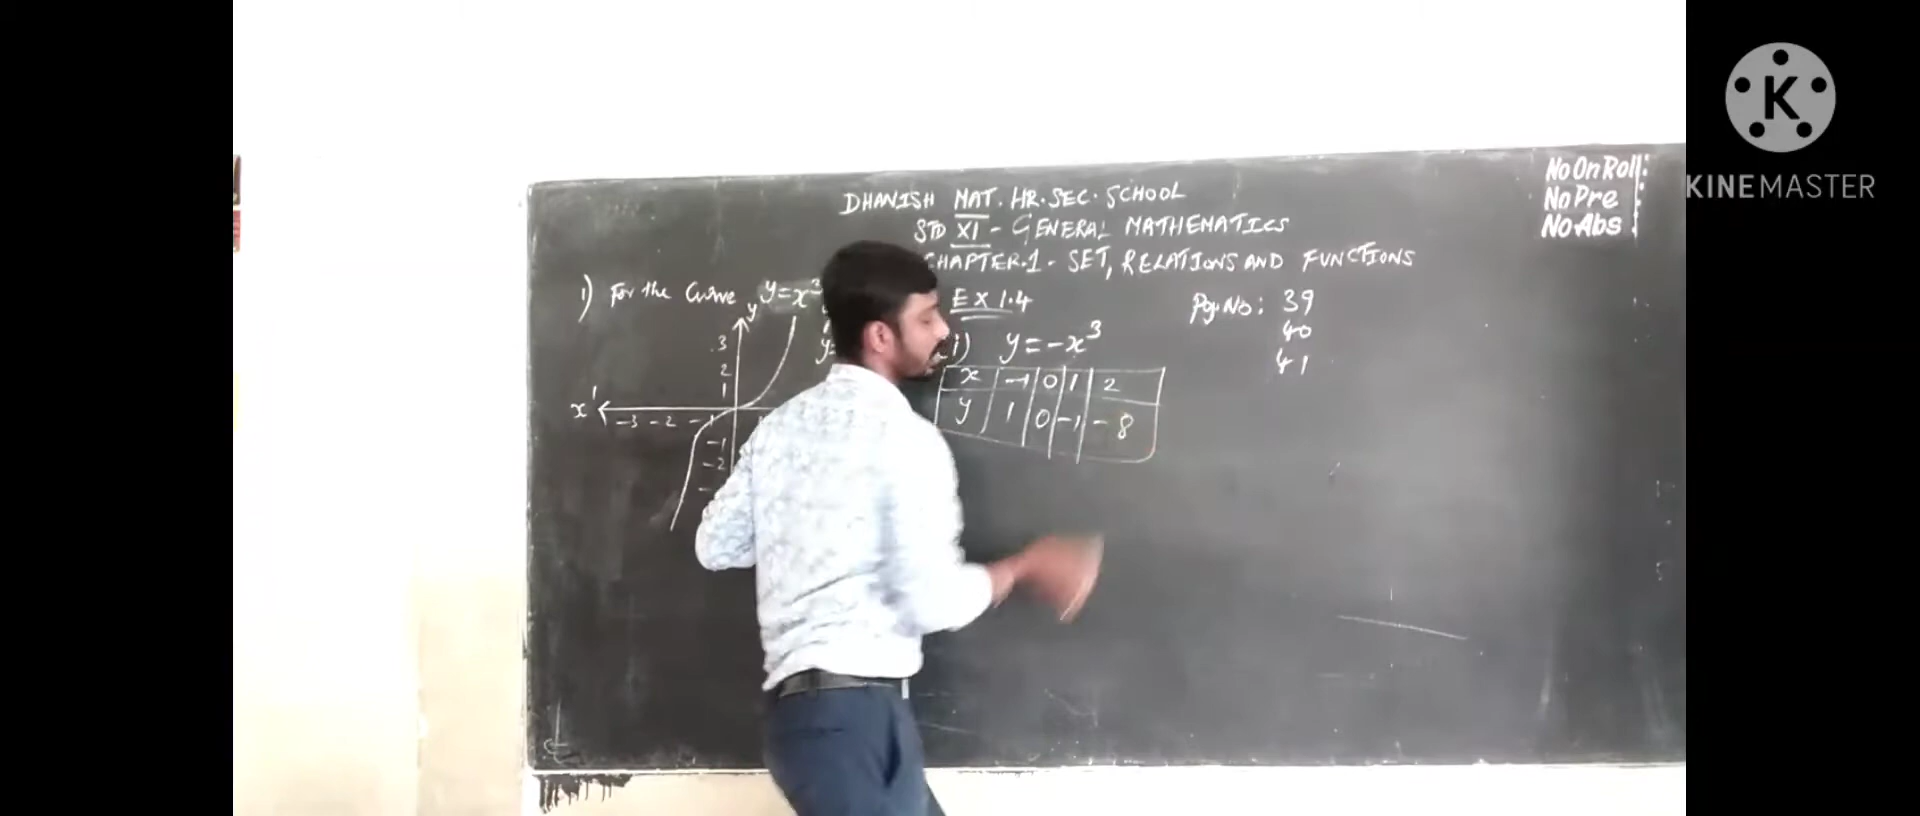 DHANISH MAT. HR. SEC. SCHOOL
STD XI - GENERAL MATHEMATICS
CHAPTER.1 - SET, RELATIONS AND FUNCTIONS
1) For the Curve y = x³
EX 1.4
Pg. No: 39
40
41
y
3
2
1
x'
-3 -2 -1
-1
-2
y=
i) y = -x³
x -1 0 1 2
y 1 0 -1 -8
No On Roll:
No Pre :
No Abs :
K
KINEMASTER